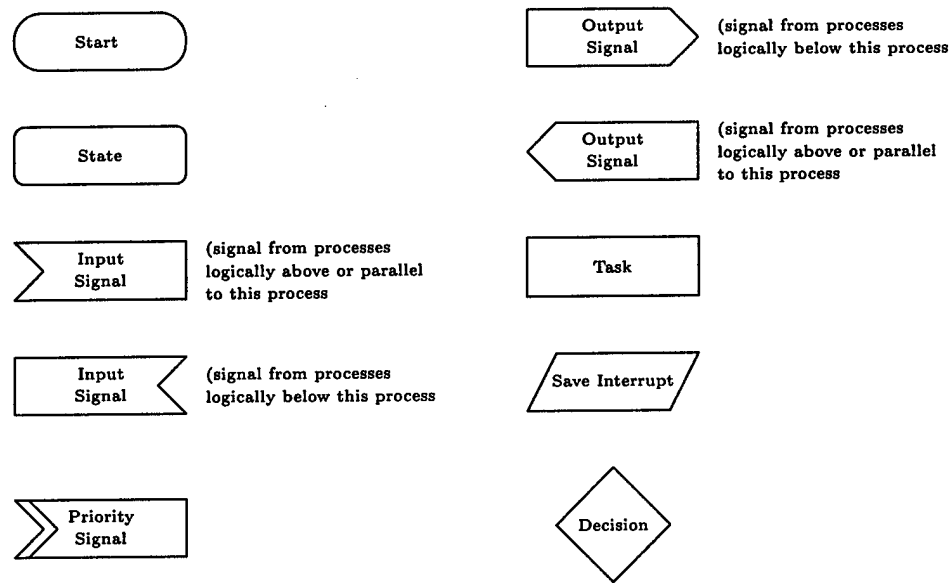 Start
State
Input
Signal
(signal from processes
logically above or parallel
to this process
Input
Signal
(signal from processes
logically below this process
Priority
Signal
Output
Signal
(signal from processes
logically below this process
Output
Signal
(signal from processes
logically above or parallel
to this process
Task
Save Interrupt
Decision